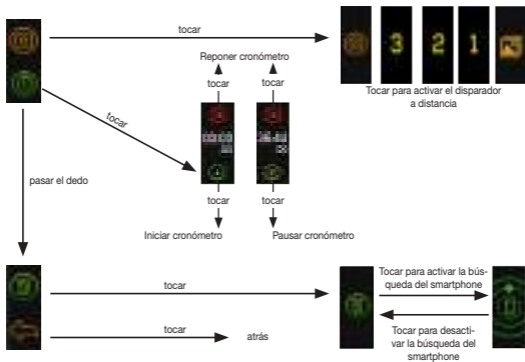 tocar
3 2 1
Reponer cronómetro
tocar
tocar
Tocar para activar el disparador
a distancia
tocar
pasar el dedo
tocar
tocar
Iniciar cronómetro
Pausar cronómetro
tocar
Tocar para activar la bús-
queda del smartphone
tocar
atrás
Tocar para desacti-
var la búsqueda del
smartphone